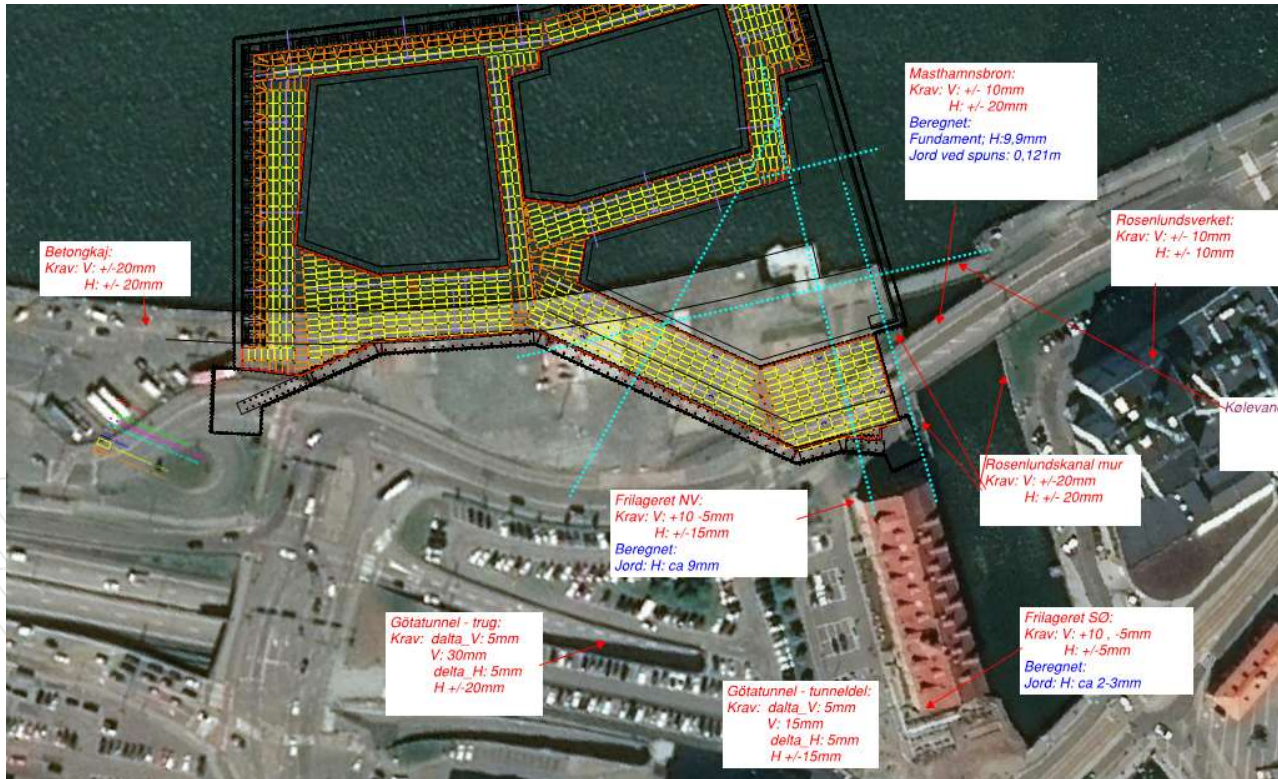 Masthamnsbron:
Krav: V: +/- 10mm
H: +/- 20mm
Beregnet:
Fundament; H:9,9mm
Jord ved spuns: 0,121m
Rosenlundsverket:
Krav: V: +/- 10mm
H: +/- 10mm
Betongkaj:
Krav: V: +/-20mm
H: +/- 20mm
Kølevand
Rosenlundskanal mur
Krav: V: +/-20mm
H: +/- 20mm
Frilageret NV:
Krav: V: +10 -5mm
H: +/-15mm
Beregnet:
Jord: H: ca 9mm
Götatunnel - trug:
Krav: dalta_V: 5mm
V: 30mm
delta_H: 5mm
H +/-20mm
Götatunnel - tunneldel:
Krav: dalta_V: 5mm
V: 15mm
delta_H: 5mm
H +/-15mm
Frilageret SØ:
Krav: V: +10 , -5mm
H: +/-5mm
Beregnet:
Jord: H: ca 2-3mm